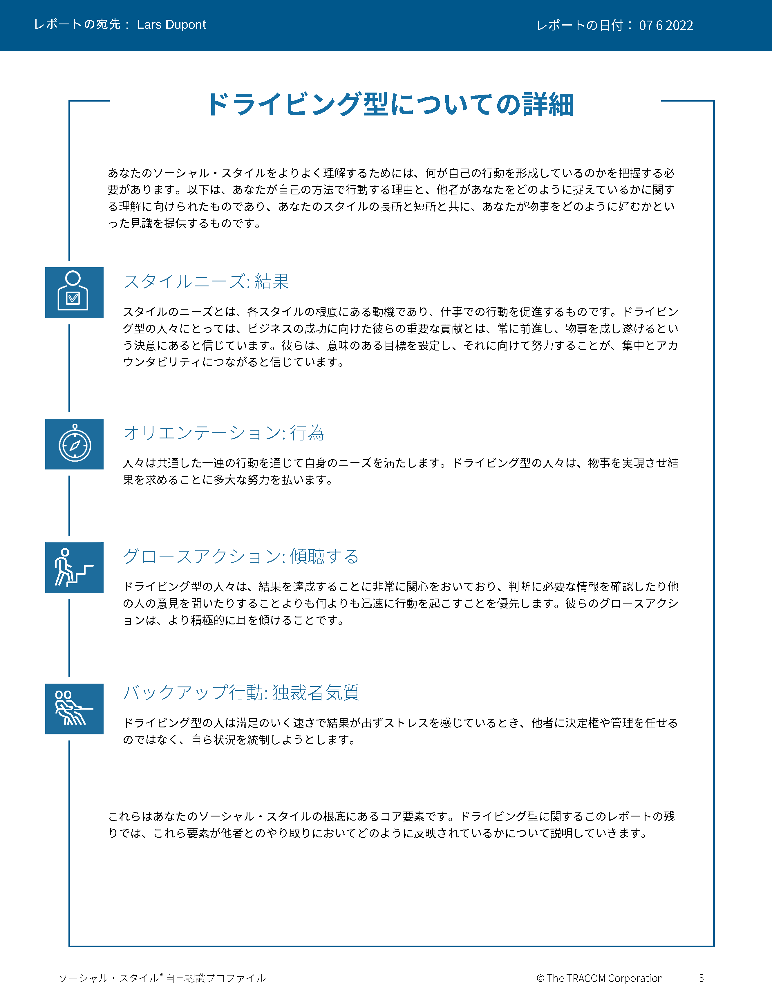 レポートの宛先： Lars Dupont
レポートの日付： 07 6 2022
ドライビング型についての詳細
あなたのソーシャル・スタイルをよりよく理解するためには、何が自己の行動を形成しているのかを把握する必
要があります。以下は、あなたが自己の方法で行動する理由と、他者があなたをどのように捉えているかに関す
る理解に向けられたものであり、あなたのスタイルの長所と短所と共に、あなたが物事をどのように好むかとい
った見識を提供するものです。
スタイルニーズ: 結果
スタイルのニーズとは、各スタイルの根底にある動機であり、仕事での行動を促進するものです。ドライビン
グ型の人々にとっては、ビジネスの成功に向けた彼らの重要な貢献とは、常に前進し、物事を成し遂げるとい
う決意にあると信じています。彼らは、意味のある目標を設定し、それに向けて努力することが、集中とアカ
ウンタビリティにつながると信じています。
オリエンテーション: 行為
人々は共通した一連の行動を通じて自身のニーズを満たします。ドライビング型の人々は、物事を実現させ結
果を求めることに多大な努力を払います。
グロースアクション: 傾聴する
ドライビング型の人々は、結果を達成することに非常に関心をおいており、判断に必要な情報を確認したり他
の人の意見を聞いたりすることよりも何よりも迅速に行動を起こすことを優先します。彼らのグロースアクシ
ョンは、より積極的に耳を傾けることです。
バックアップ行動: 独裁者気質
ドライビング型の人は満足のいく速さで結果が出ずストレスを感じているとき、他者に決定権や管理を任せる
のではなく、自ら状況を統制しようとします。
これらはあなたのソーシャル・スタイルの根底にあるコア要素です。ドライビング型に関するこのレポートの残
りでは、これら要素が他者とのやり取りにおいてどのように反映されているかについて説明していきます。
ソーシャル・スタイル®自己認識プロファイル
© The TRACOM Corporation 5